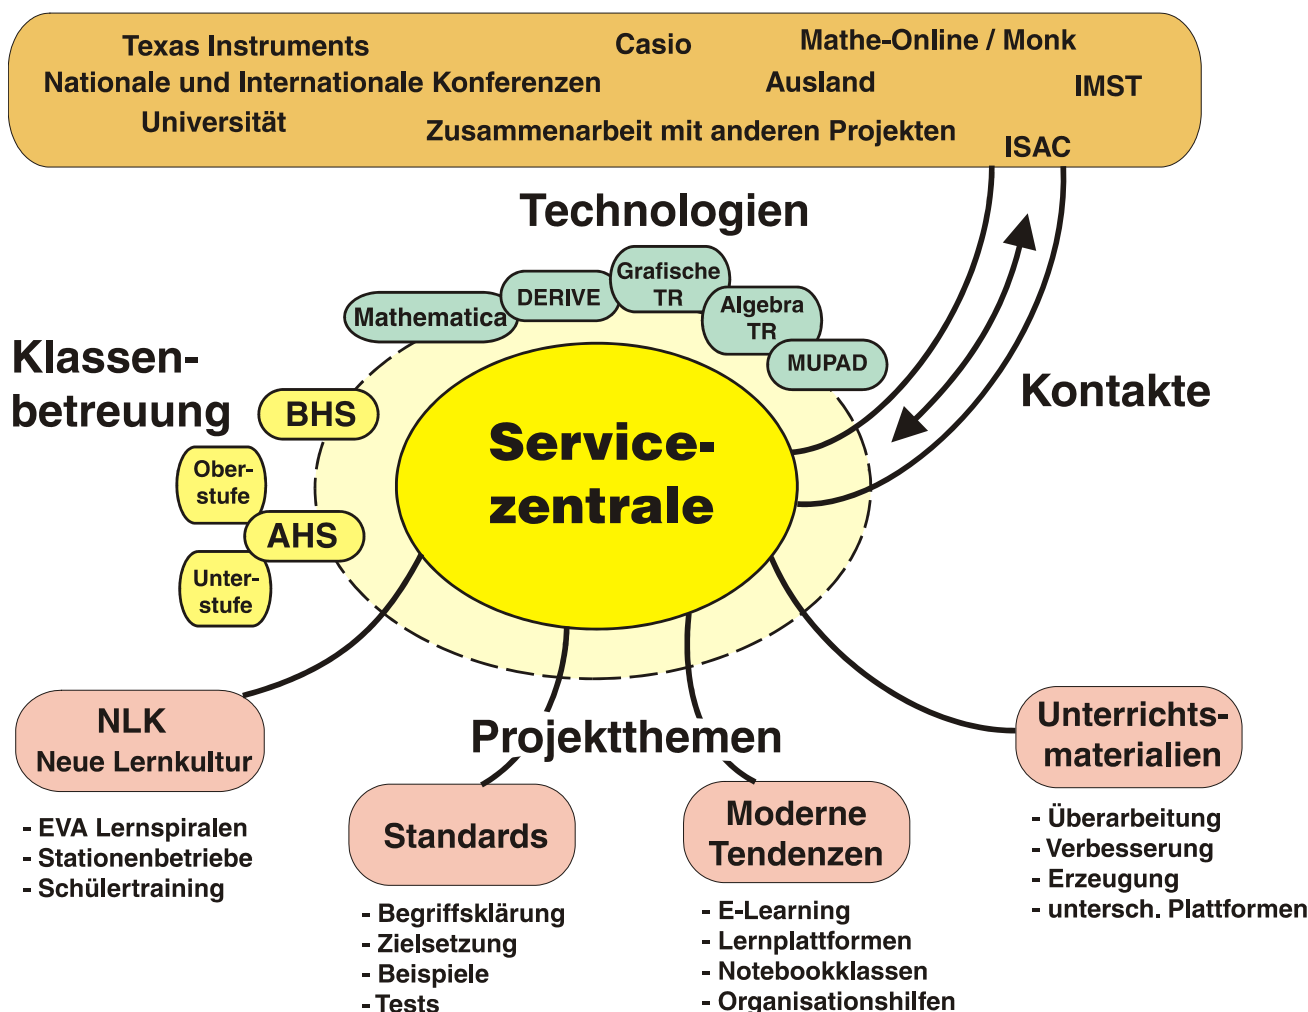 Texas Instruments
Casio
Mathe-Online / Monk
Nationale und Internationale Konferenzen
Ausland
IMST
Universität
Zusammenarbeit mit anderen Projekten
ISAC
Technologien
Mathematica
DERIVE
Grafische
TR
Algebra
TR
MUPAD
Klassen-
betreuung
BHS
Ober-
stufe
AHS
Unter-
stufe
Kontakte
Service-
zentrale
Projektthemen
NLK
Neue Lernkultur
- EVA Lernspiralen
- Stationenbetriebe
- Schülertraining
Standards
- Begriffsklärung
- Zielsetzung
- Beispiele
- Tests
Moderne
Tendenzen
- E-Learning
- Lernplattformen
- Notebookklassen
- Organisationshilfen
Unterrichts-
materialien
- Überarbeitung
- Verbesserung
- Erzeugung
- untersch. Plattformen